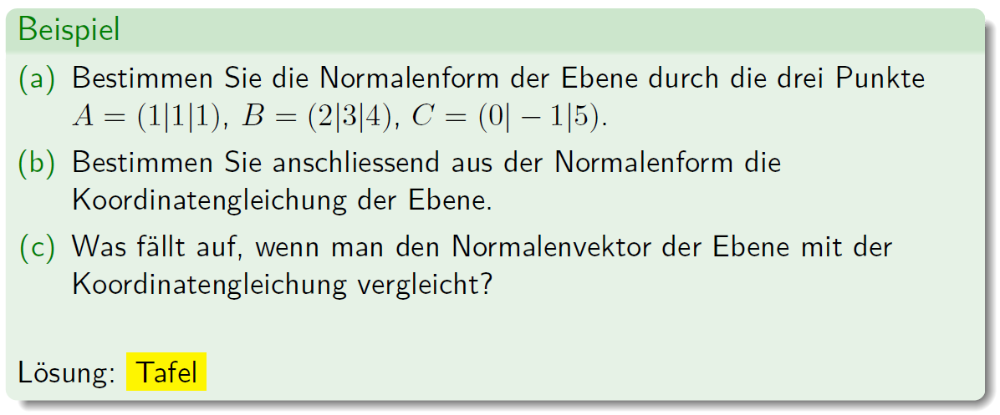 Beispiel
(a) Bestimmen Sie die Normalenform der Ebene durch die drei Punkte
A = (1|1|1), B = (2|3|4), C = (0| − 1|5).
(b) Bestimmen Sie anschliessend aus der Normalenform die
Koordinatengleichung der Ebene.
(c) Was fällt auf, wenn man den Normalenvektor der Ebene mit der
Koordinatengleichung vergleicht?
Lösung: Tafel